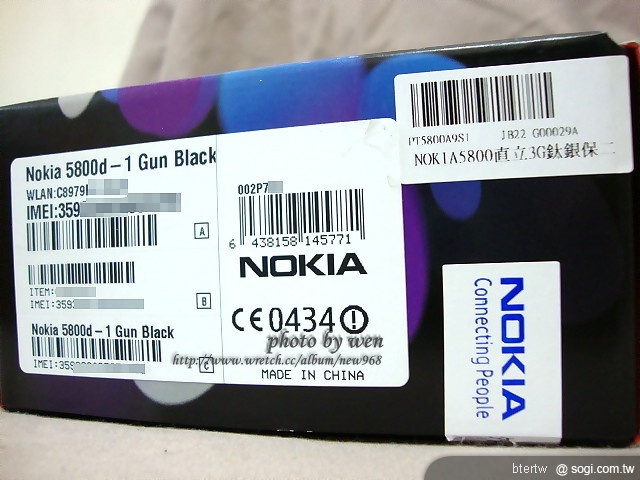 Nokia 5800d-1 Gun Black
WLAN:C8979
IMEI:359
A
ITEM:
IMEI:359
B
Nokia 5800d-1 Gun Black
IMEI:359
C
002P7
6 438158 145771
NOKIA
CE0434
MADE IN CHINA
PT5800A9S1 JB22 G00029A
NOKIA5800直立3G鈦銀保二
NOKIA
Connecting People
photo by wen
http://www.wretch.cc/album/new968
btertw @ sogi.com.tw